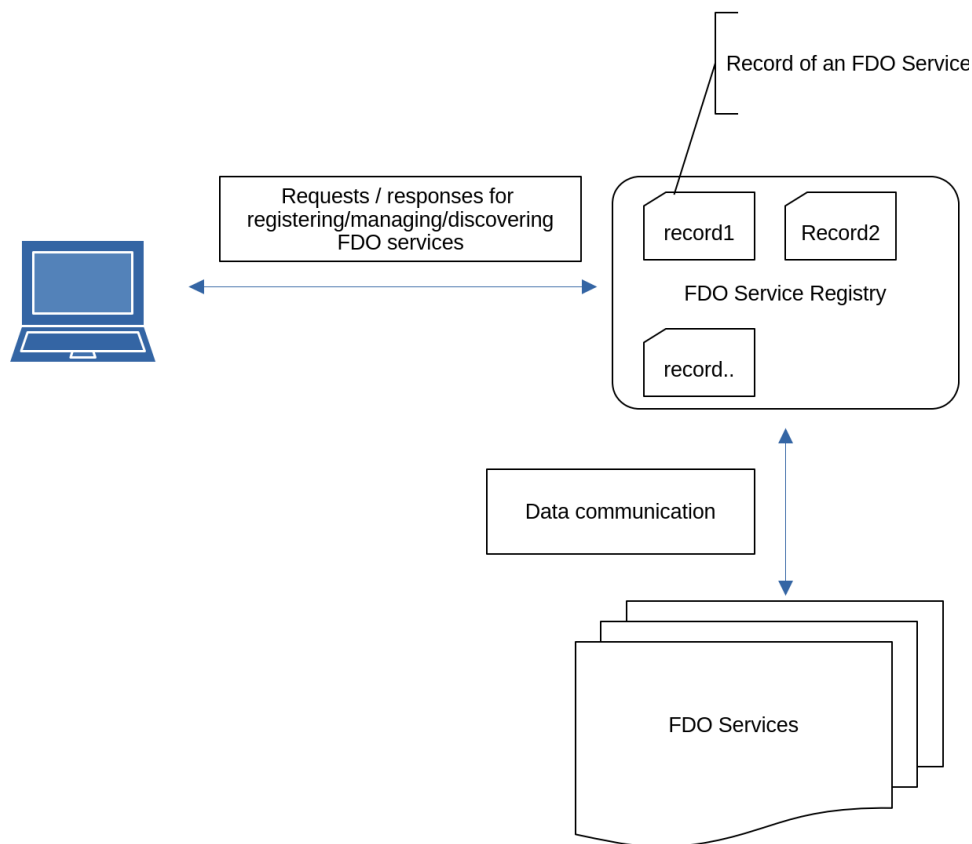 Record of an FDO Service
Requests / responses for
registering/managing/discovering
FDO services
record1
Record2
FDO Service Registry
record..
Data communication
FDO Services